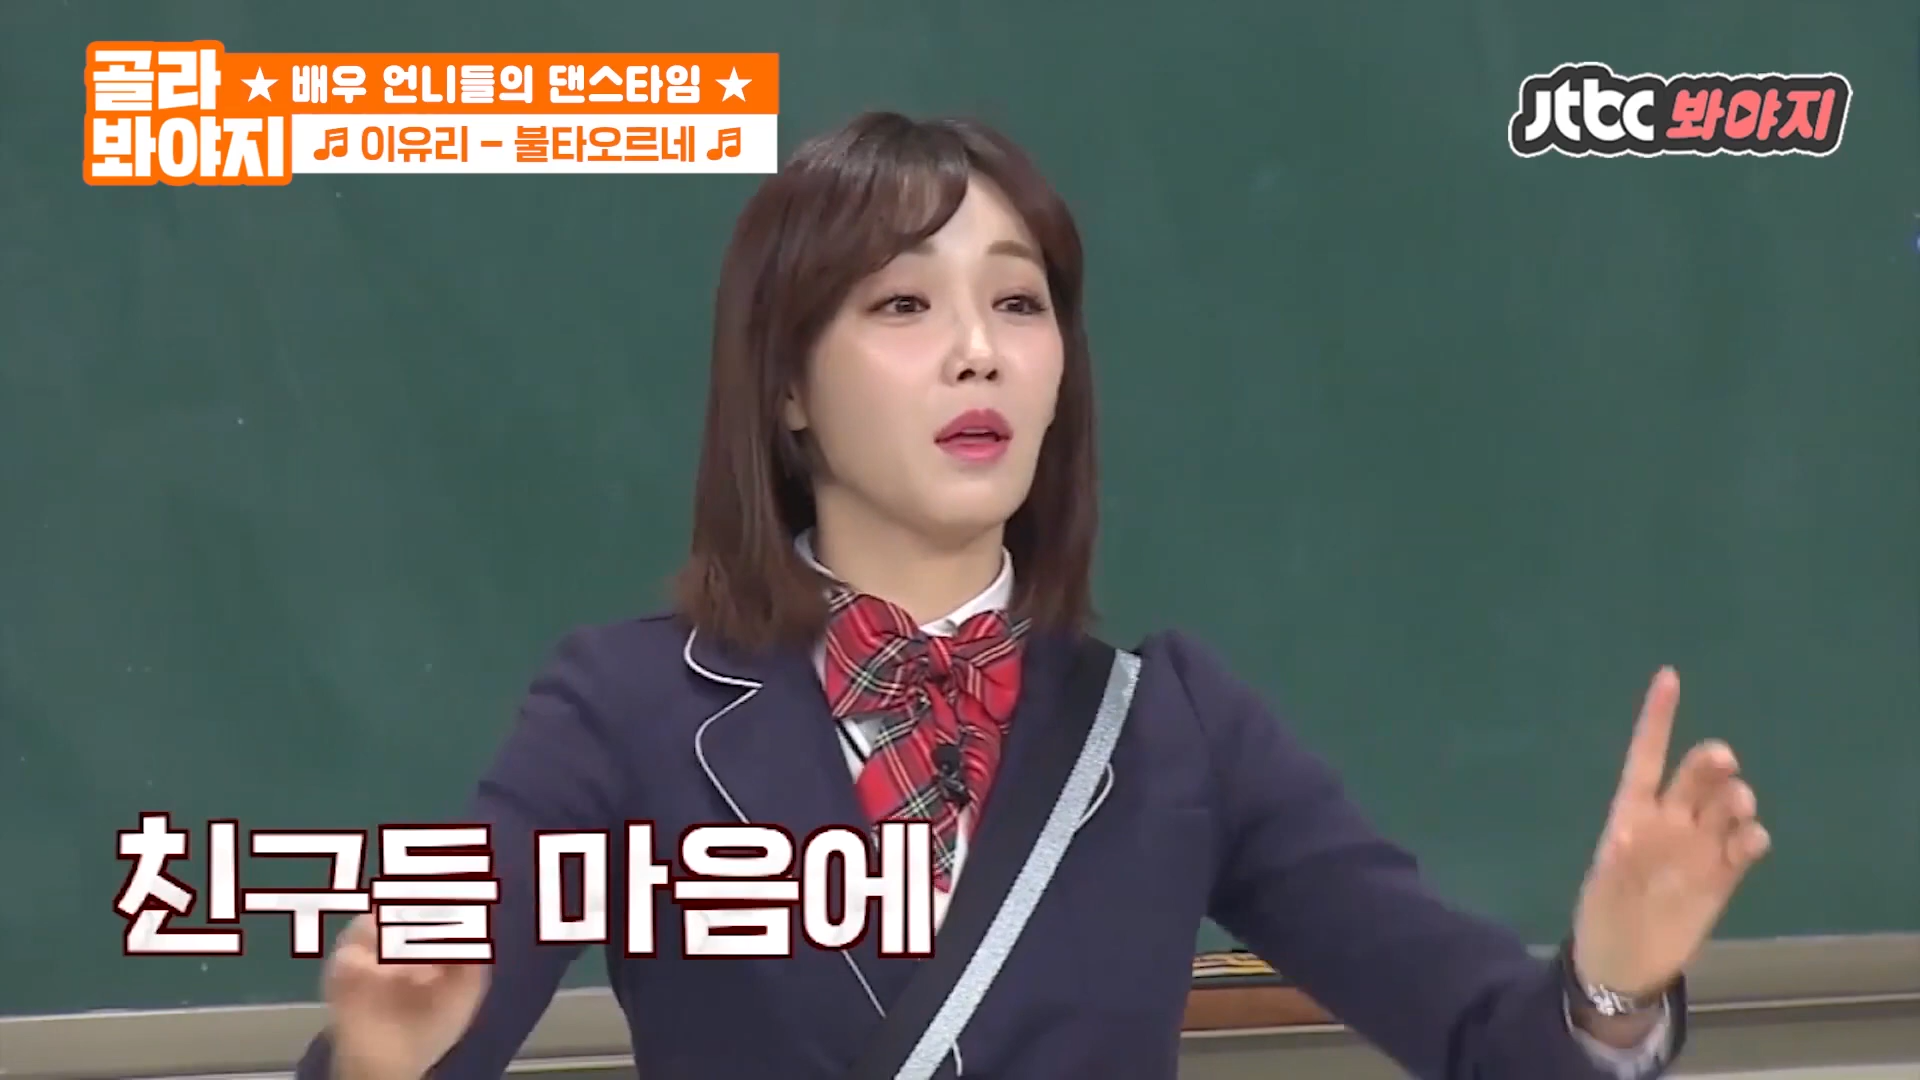 골라
봐야지
★ 배우 언니들의 댄스타임 ★
♬ 이유리 - 불타오르네 ♬
jtbc 봐야지
친구들 마음에